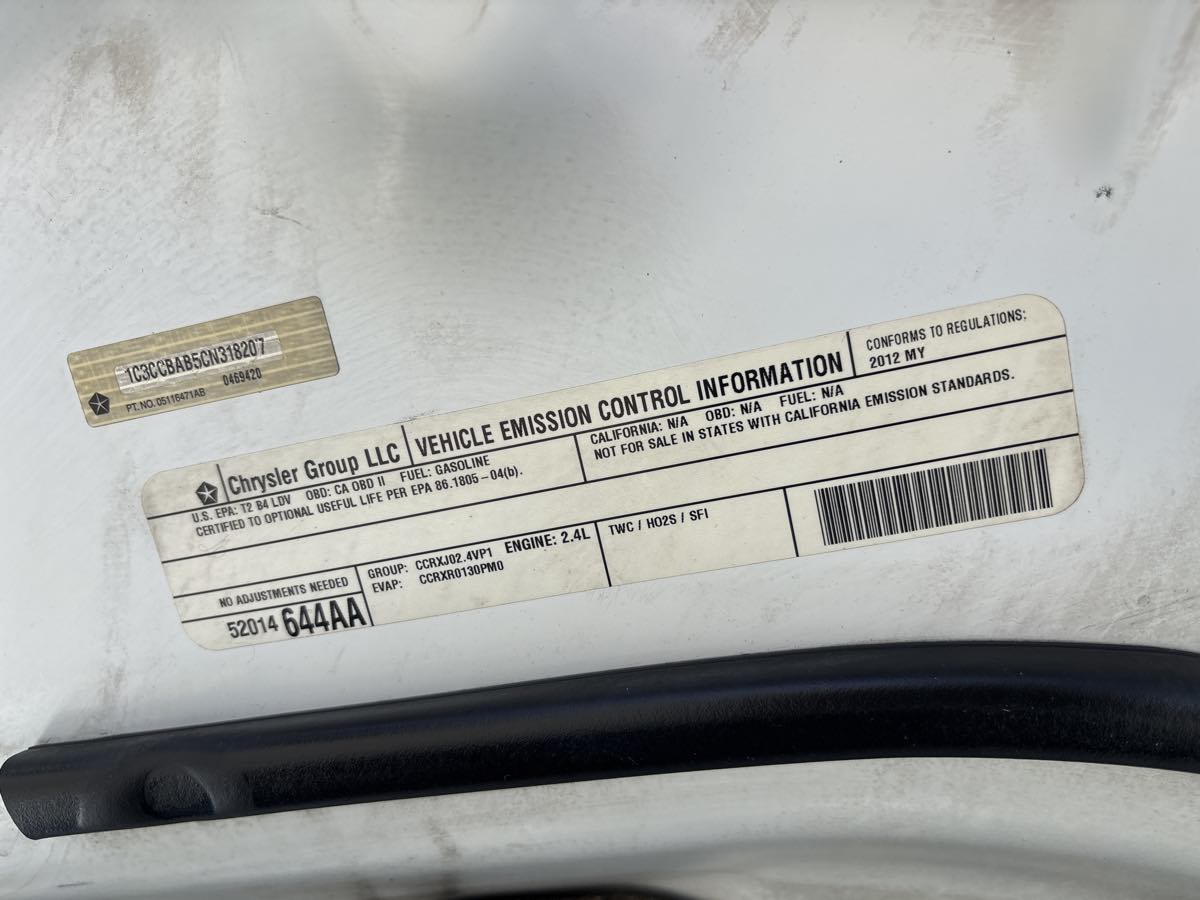 1C3CCBAB5CN318207
0469420
PT.NO. 05116471AB
Chrysler Group LLC
VEHICLE EMISSION CONTROL INFORMATION
CONFORMS TO REGULATIONS:
2012 MY
U.S. EPA: T2 B4 LDV OBD: CA OBD II FUEL: GASOLINE
CERTIFIED TO OPTIONAL USEFUL LIFE PER EPA 86.1805-04(b).
CALIFORNIA: N/A OBD: N/A FUEL: N/A
NOT FOR SALE IN STATES WITH CALIFORNIA EMISSION STANDARDS.
NO ADJUSTMENTS NEEDED
52014 644AA
GROUP: CCRXJ02.4VP1 ENGINE: 2.4L
EVAP: CCRXR0130PM0
TWC / HO2S / SFI